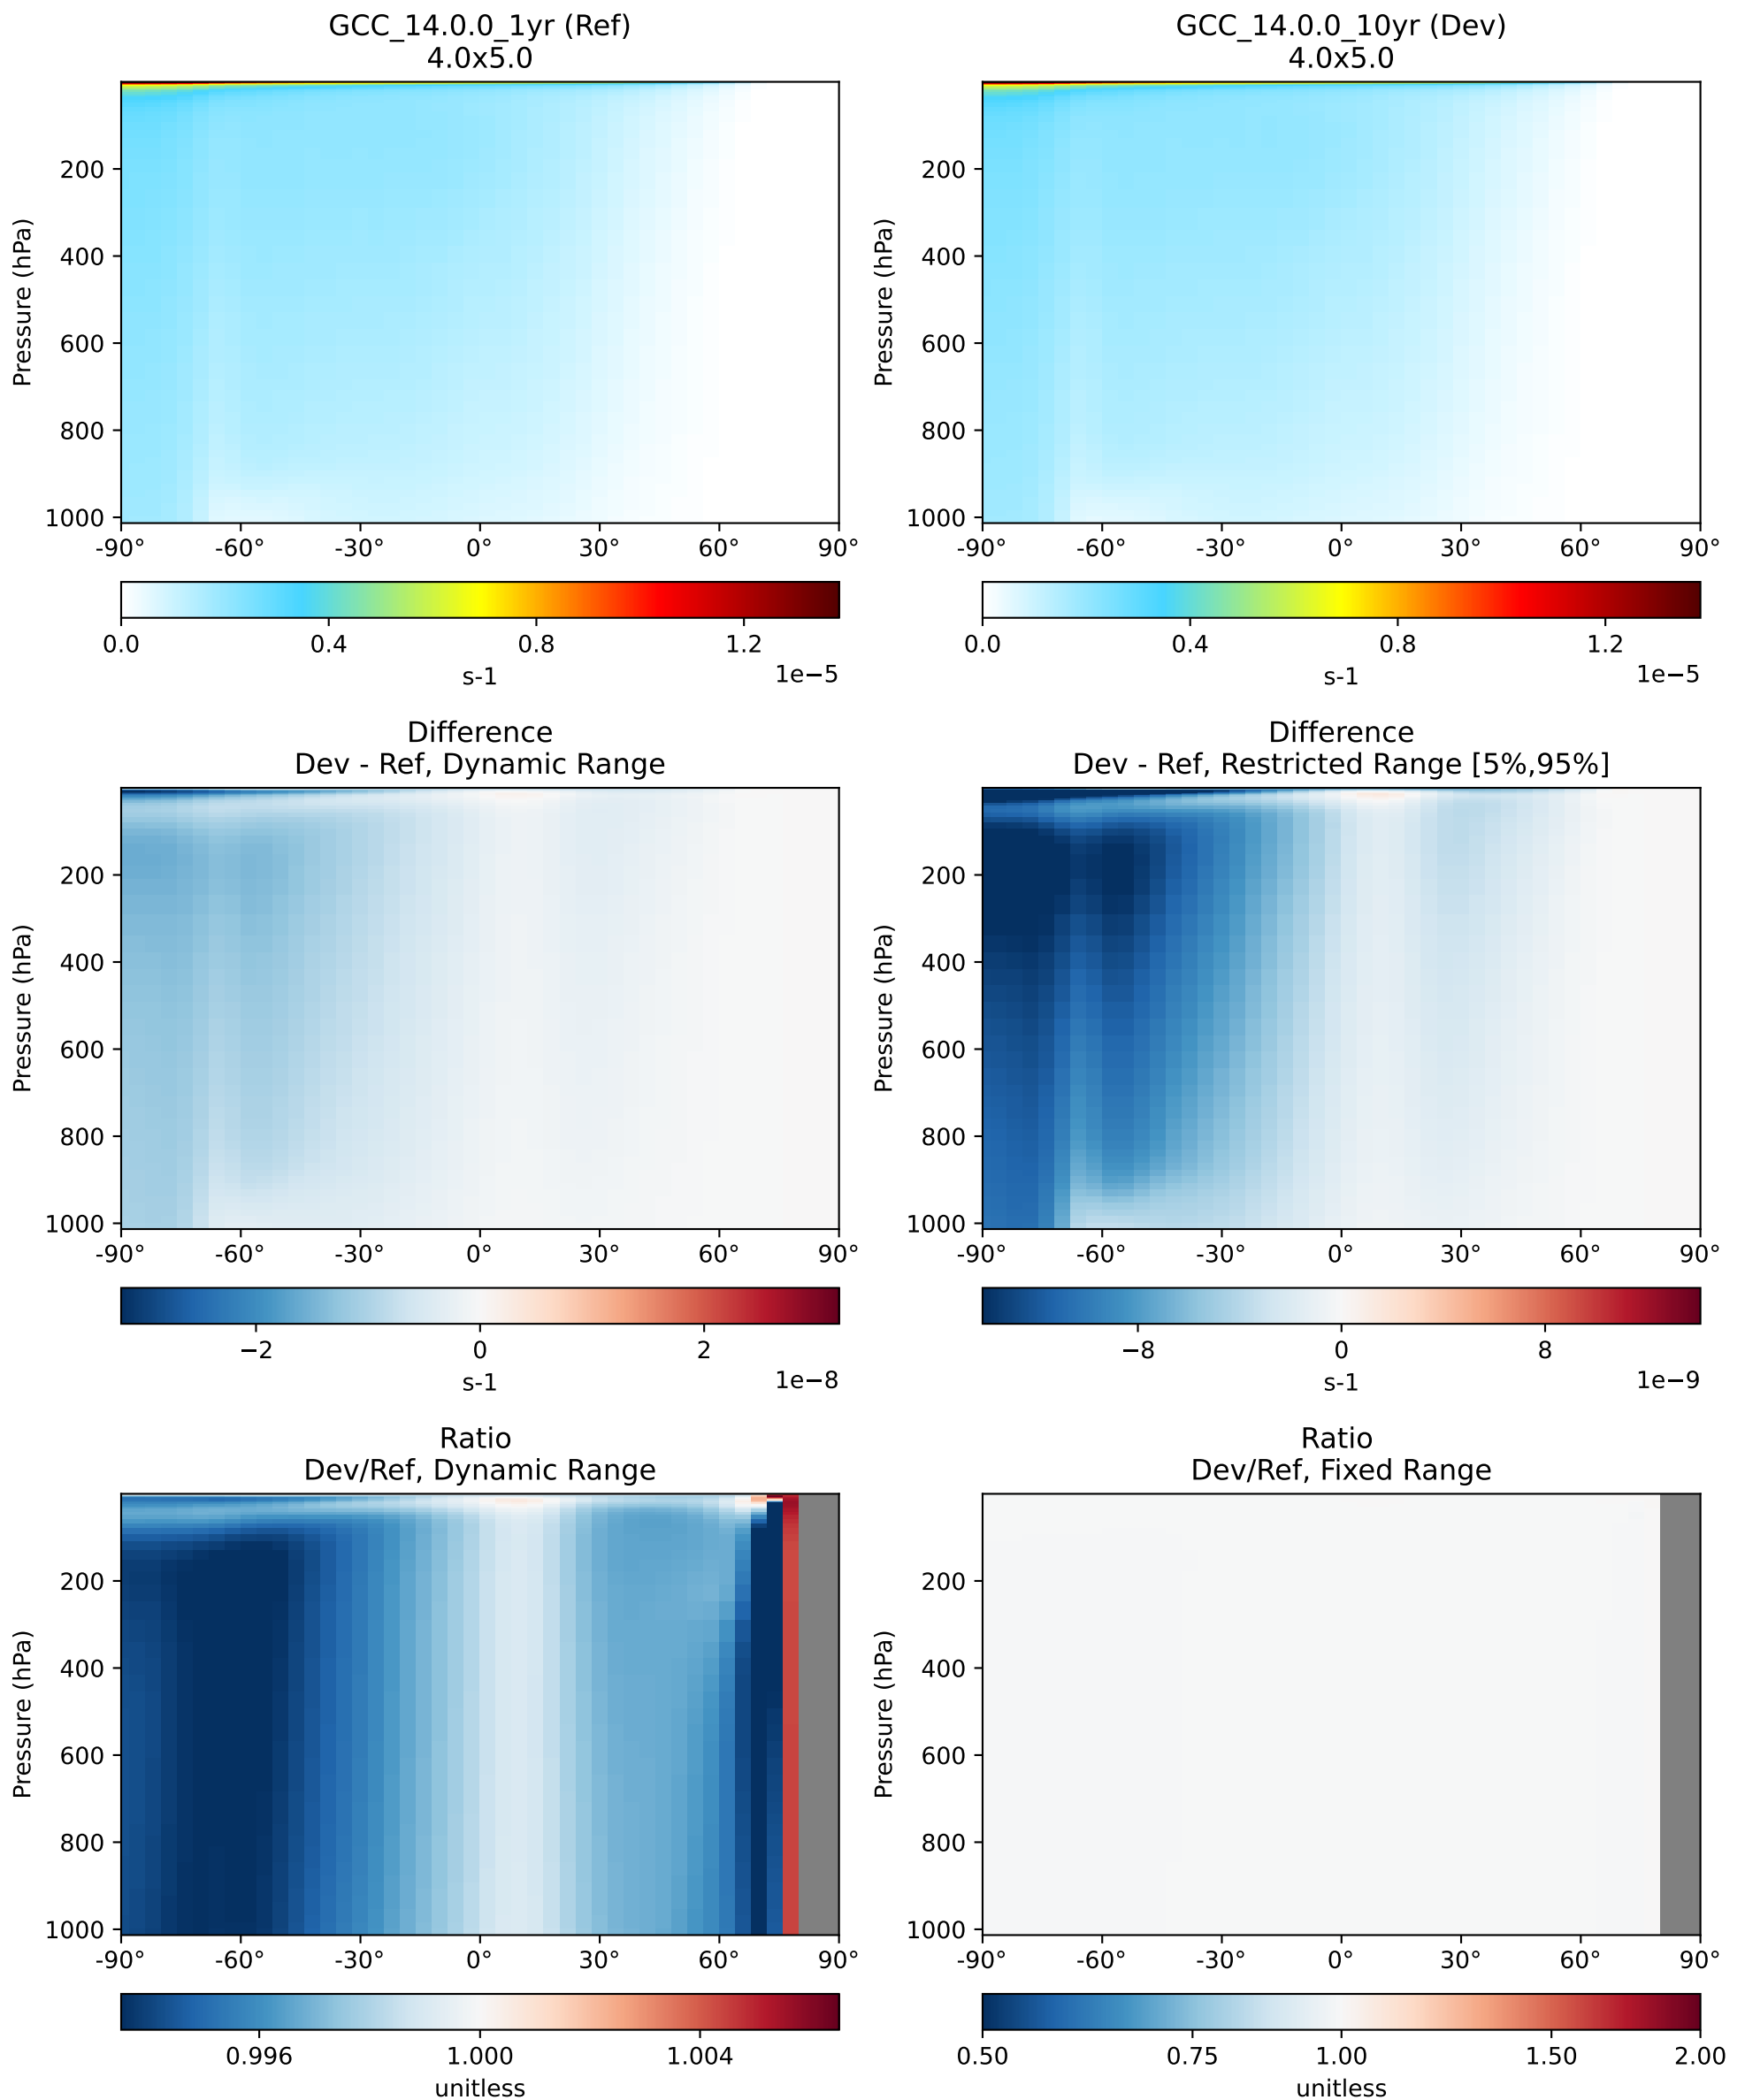 GCC_14.0.0_1yr (Ref)
4.0x5.0
Pressure (hPa)
200
400
600
800
1000
-90° -60° -30° 0° 30° 60° 90°
0.0 0.4 0.8 1.2
s-1 1e−5
GCC_14.0.0_10yr (Dev)
4.0x5.0
Pressure (hPa)
200
400
600
800
1000
-90° -60° -30° 0° 30° 60° 90°
0.0 0.4 0.8 1.2
s-1 1e−5
Difference
Dev - Ref, Dynamic Range
Pressure (hPa)
200
400
600
800
1000
-90° -60° -30° 0° 30° 60° 90°
−2 0 2
s-1 1e−8
Difference
Dev - Ref, Restricted Range [5%,95%]
Pressure (hPa)
200
400
600
800
1000
-90° -60° -30° 0° 30° 60° 90°
−8 0 8
s-1 1e−9
Ratio
Dev/Ref, Dynamic Range
Pressure (hPa)
200
400
600
800
1000
-90° -60° -30° 0° 30° 60° 90°
0.996 1.000 1.004
unitless
Ratio
Dev/Ref, Fixed Range
Pressure (hPa)
200
400
600
800
1000
-90° -60° -30° 0° 30° 60° 90°
0.50 0.75 1.00 1.50 2.00
unitless